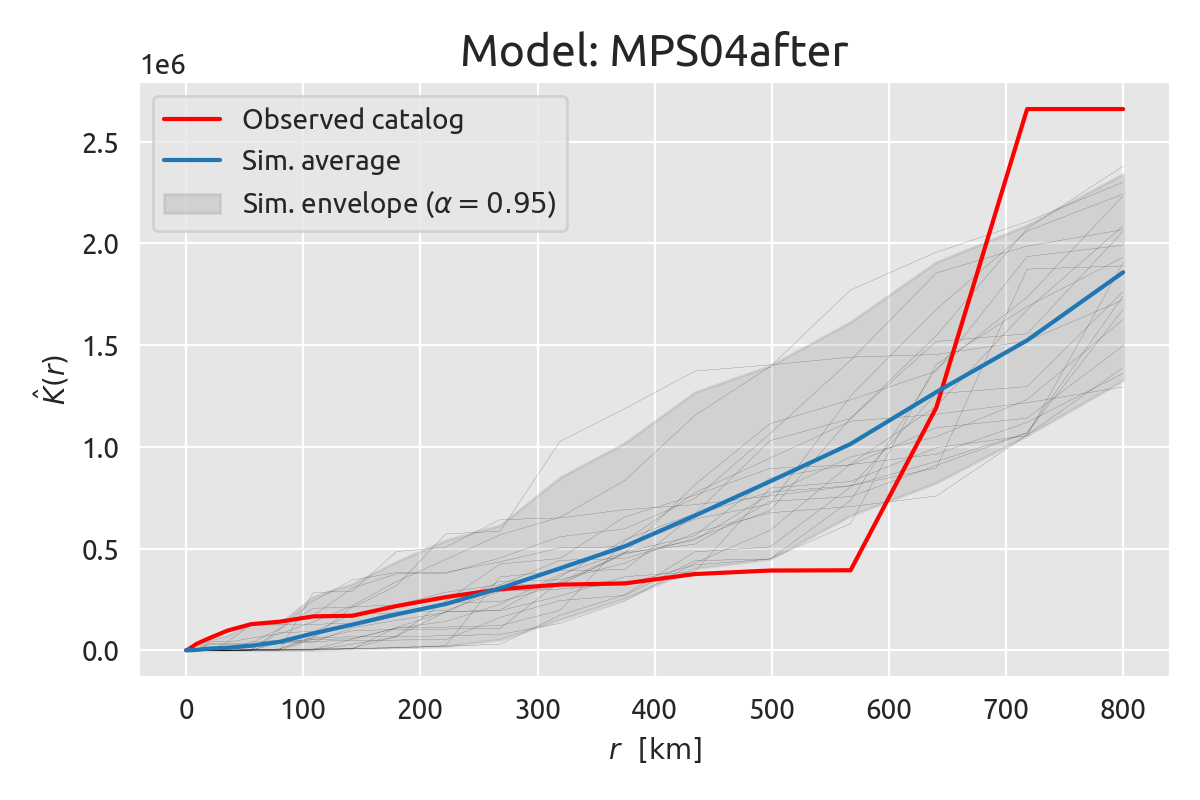 Model: MPS04after
1e6
Observed catalog
Sim. average
Sim. envelope (α = 0.95)
2.5
2.0
1.5
1.0
0.5
0.0
K̂(r)
0 100 200 300 400 500 600 700 800
r [km]